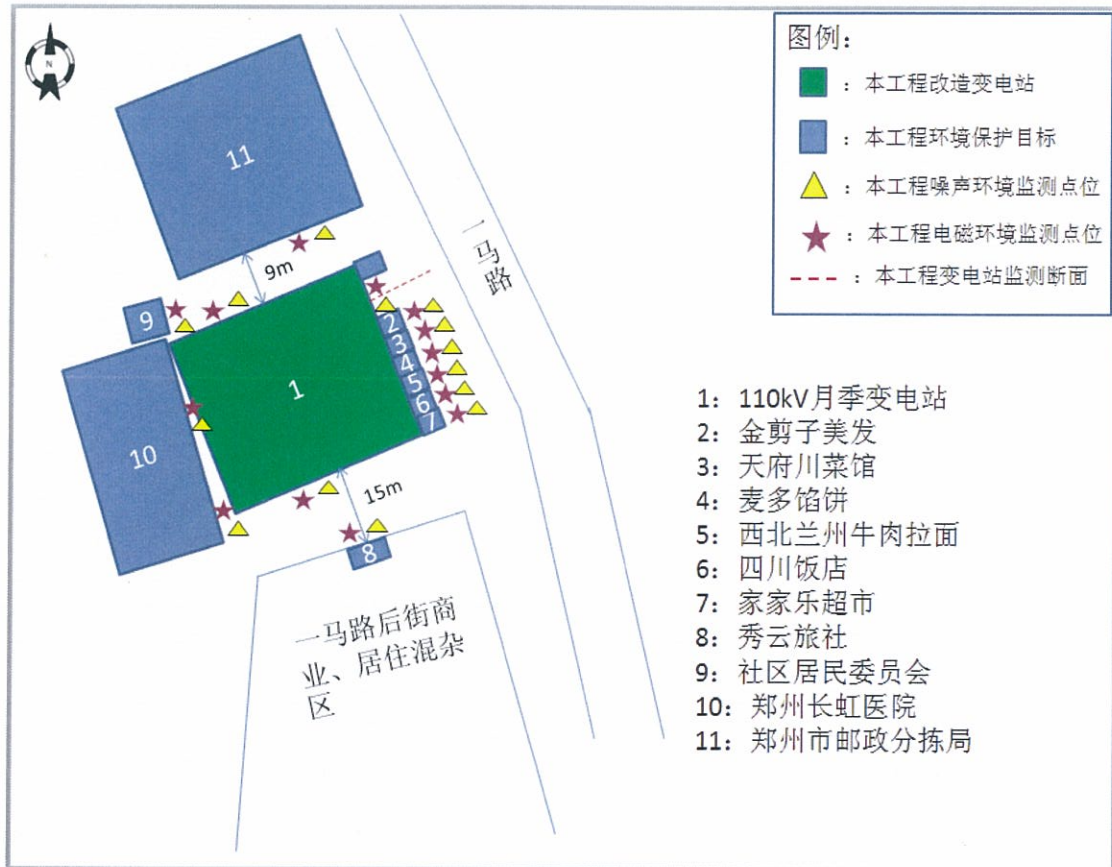 N
图例：
：本工程改造变电站
：本工程环境保护目标
：本工程噪声环境监测点位
：本工程电磁环境监测点位
：本工程变电站监测断面
11
9m
一马路
9
1
2
3
4
5
6
7
10
15m
8
一马路后街商
业、居住混杂
区
1：110kV月季变电站
2：金剪子美发
3：天府川菜馆
4：麦多馅饼
5：西北兰州牛肉拉面
6：四川饭店
7：家家乐超市
8：秀云旅社
9：社区居民委员会
10：郑州长虹医院
11：郑州市邮政分拣局